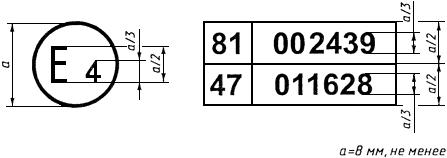 a
E 4
a/3
a/2
81 002439
47 011628
a/3
a/2
a/3
a/2
a=8 мм, не менее